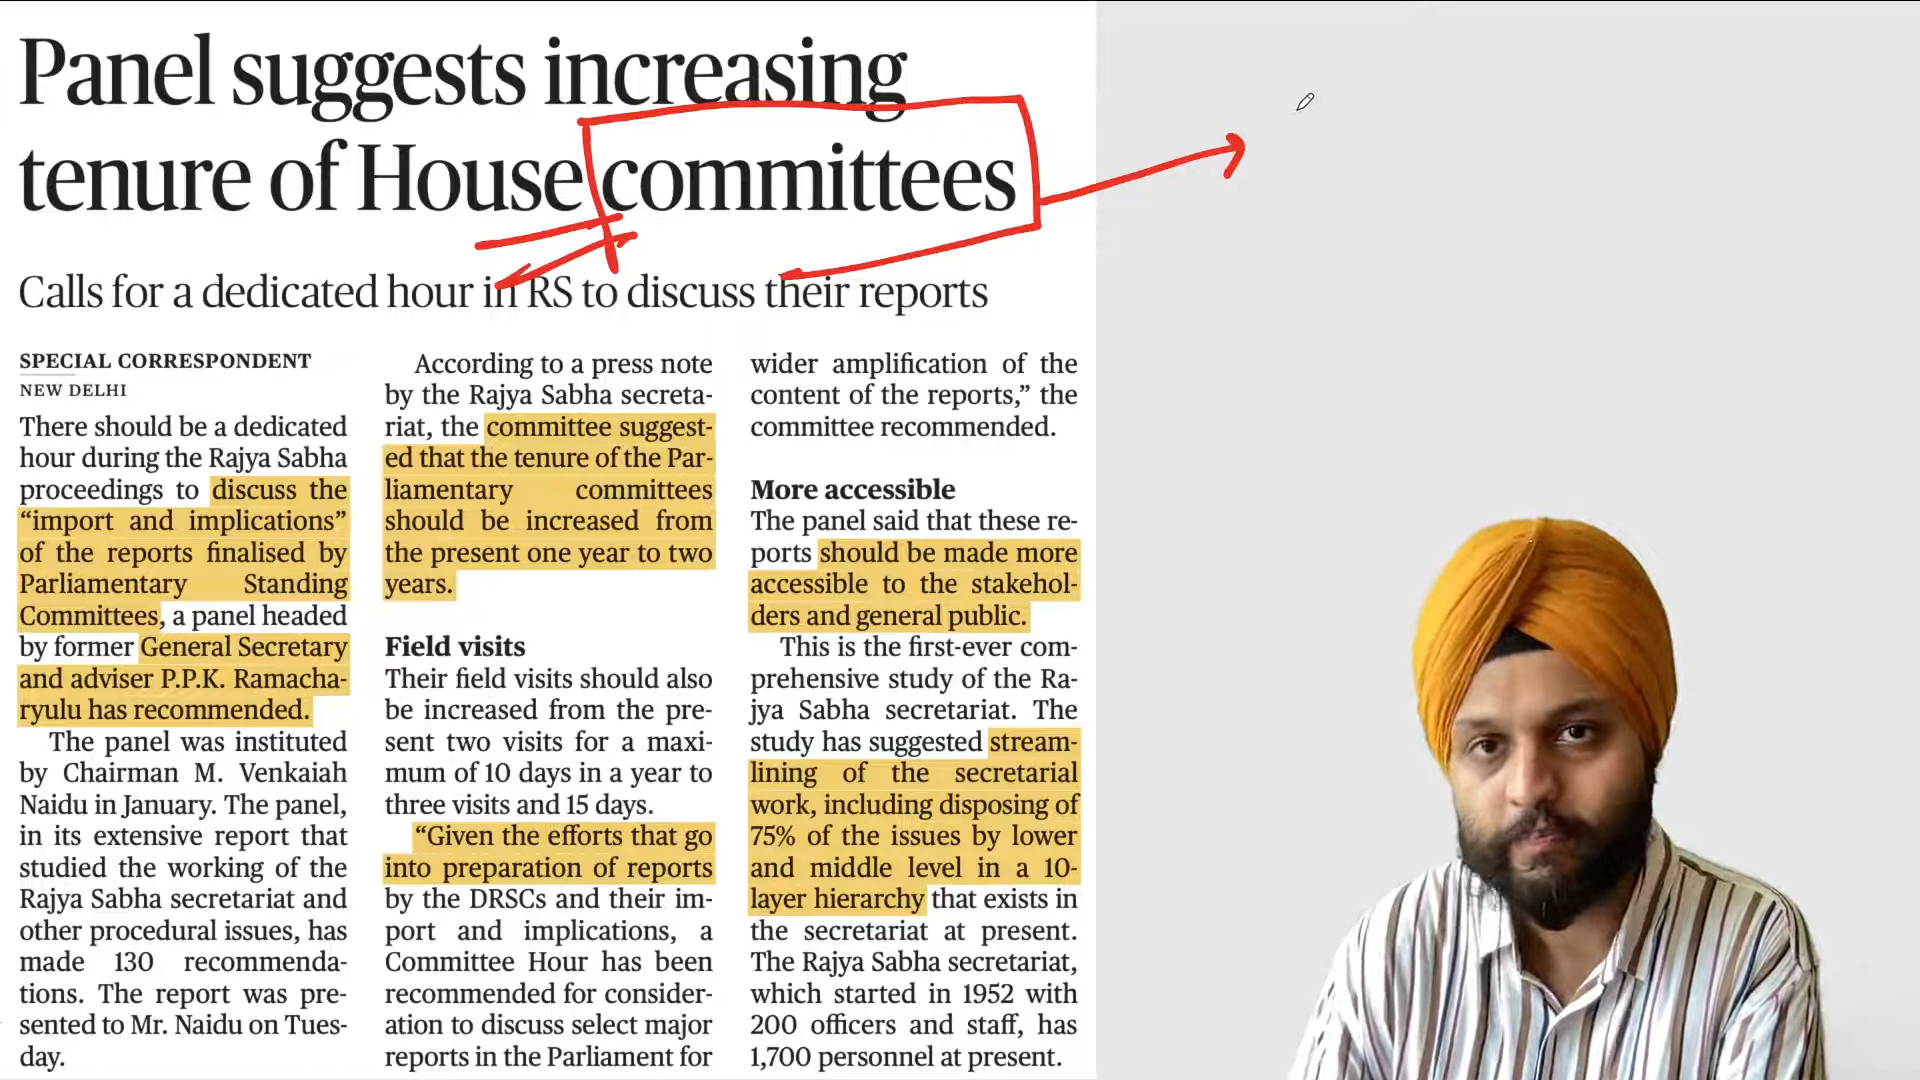 Panel suggests increasing
tenure of House committees
Calls for a dedicated hour in RS to discuss their reports
SPECIAL CORRESPONDENT
NEW DELHI
There should be a dedicated
hour during the Rajya Sabha
proceedings to discuss the
“import and implications”
of the reports finalised by
Parliamentary Standing
Committees, a panel headed
by former General Secretary
and adviser P.P.K. Ramacha-
ryulu has recommended.
The panel was instituted
by Chairman M. Venkaiah
Naidu in January. The panel,
in its extensive report that
studied the working of the
Rajya Sabha secretariat and
other procedural issues, has
made 130 recommenda-
tions. The report was pre-
sented to Mr. Naidu on Tues-
day.
According to a press note
by the Rajya Sabha secreta-
riat, the committee suggest-
ed that the tenure of the Par-
liamentary committees
should be increased from
the present one year to two
years.
Field visits
Their field visits should also
be increased from the pre-
sent two visits for a maxi-
mum of 10 days in a year to
three visits and 15 days.
“Given the efforts that go
into preparation of reports
by the DRSCs and their im-
port and implications, a
Committee Hour has been
recommended for consider-
ation to discuss select major
reports in the Parliament for
wider amplification of the
content of the reports,” the
committee recommended.
More accessible
The panel said that these re-
ports should be made more
accessible to the stakehol-
ders and general public.
This is the first-ever com-
prehensive study of the Ra-
jya Sabha secretariat. The
study has suggested stream-
lining of the secretarial
work, including disposing of
75% of the issues by lower
and middle level in a 10-
layer hierarchy that exists in
the secretariat at present.
The Rajya Sabha secretariat,
which started in 1952 with
200 officers and staff, has
1,700 personnel at present.